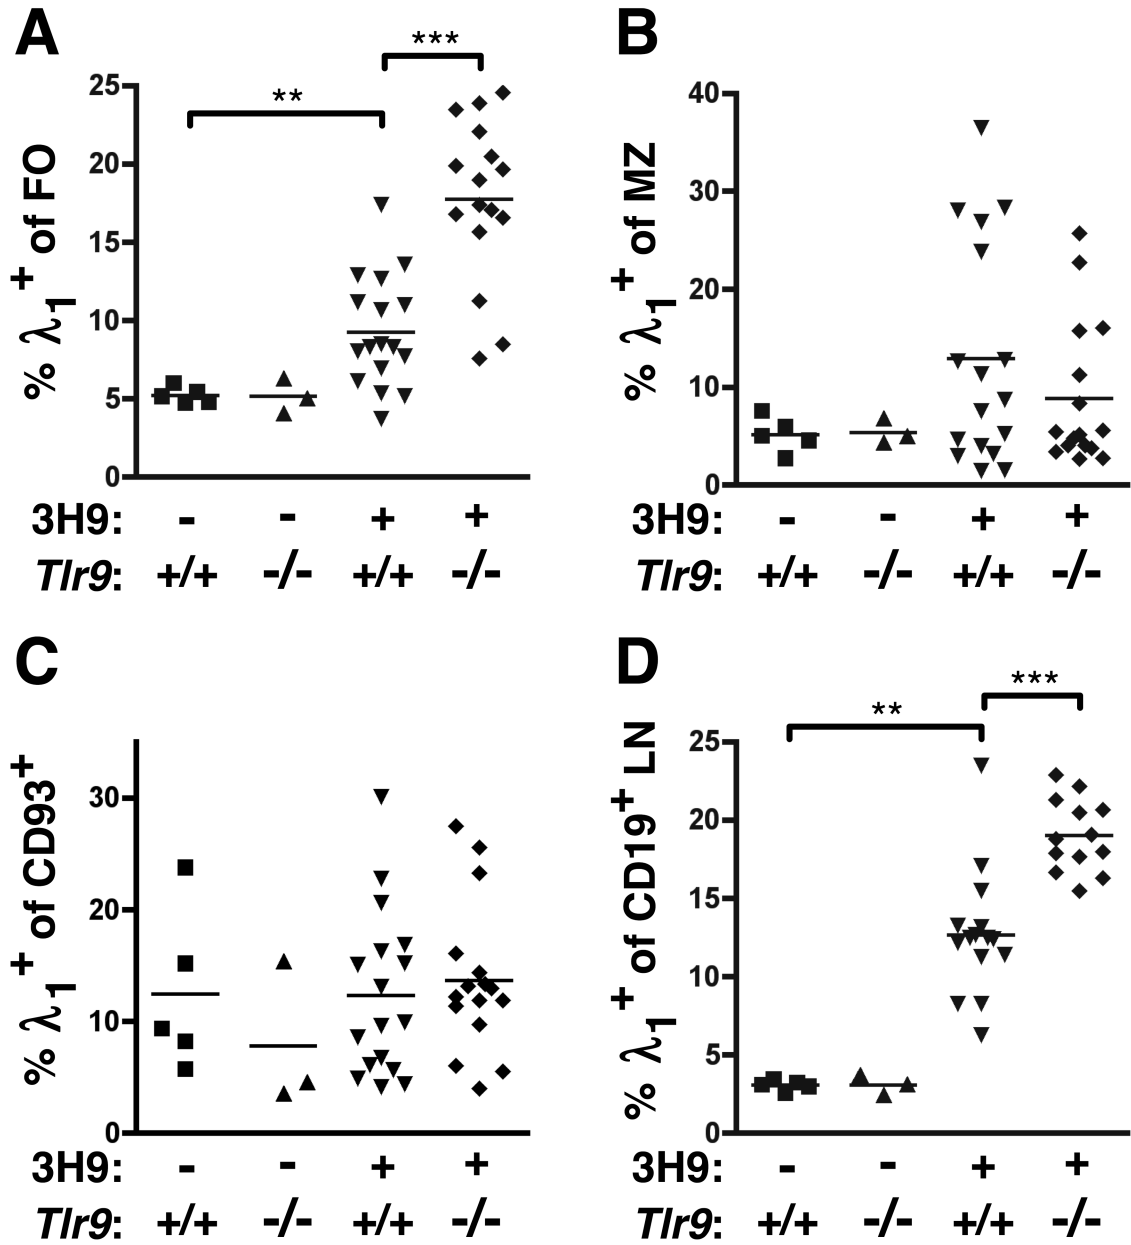 A
% λ1+ of FO
**
***
25
20
15
10
5
0
3H9: - - + +
Tlr9: +/+ -/- +/+ -/-
B
% λ1+ of MZ
40
30
20
10
0
3H9: - - + +
Tlr9: +/+ -/- +/+ -/-
C
% λ1+ of CD93+
30
20
10
0
3H9: - - + +
Tlr9: +/+ -/- +/+ -/-
D
% λ1+ of CD19+ LN
**
***
25
20
15
10
5
0
3H9: - - + +
Tlr9: +/+ -/- +/+ -/-